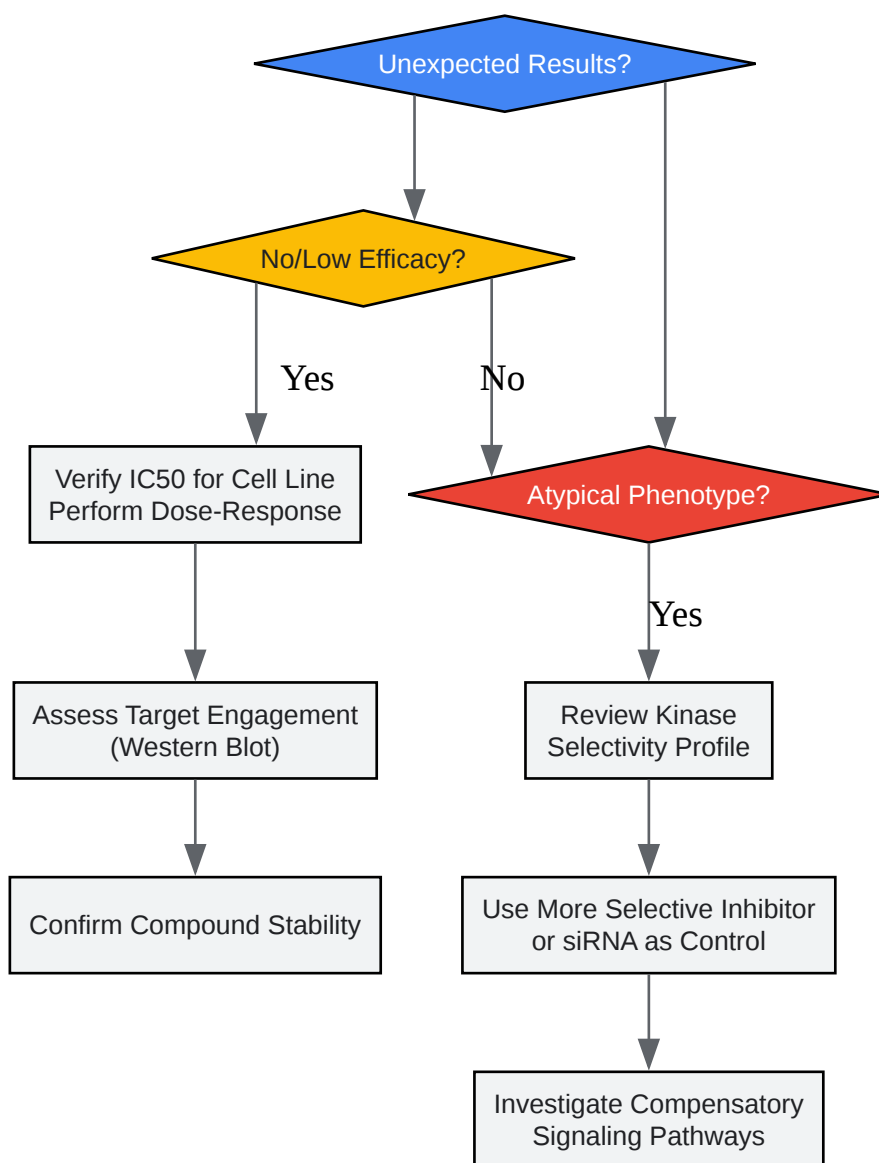 Unexpected Results?
No/Low Efficacy?
Yes
No
Verify IC50 for Cell Line
Perform Dose-Response
Atypical Phenotype?
Yes
Assess Target Engagement
(Western Blot)
Review Kinase
Selectivity Profile
Confirm Compound Stability
Use More Selective Inhibitor
or siRNA as Control
Investigate Compensatory
Signaling Pathways